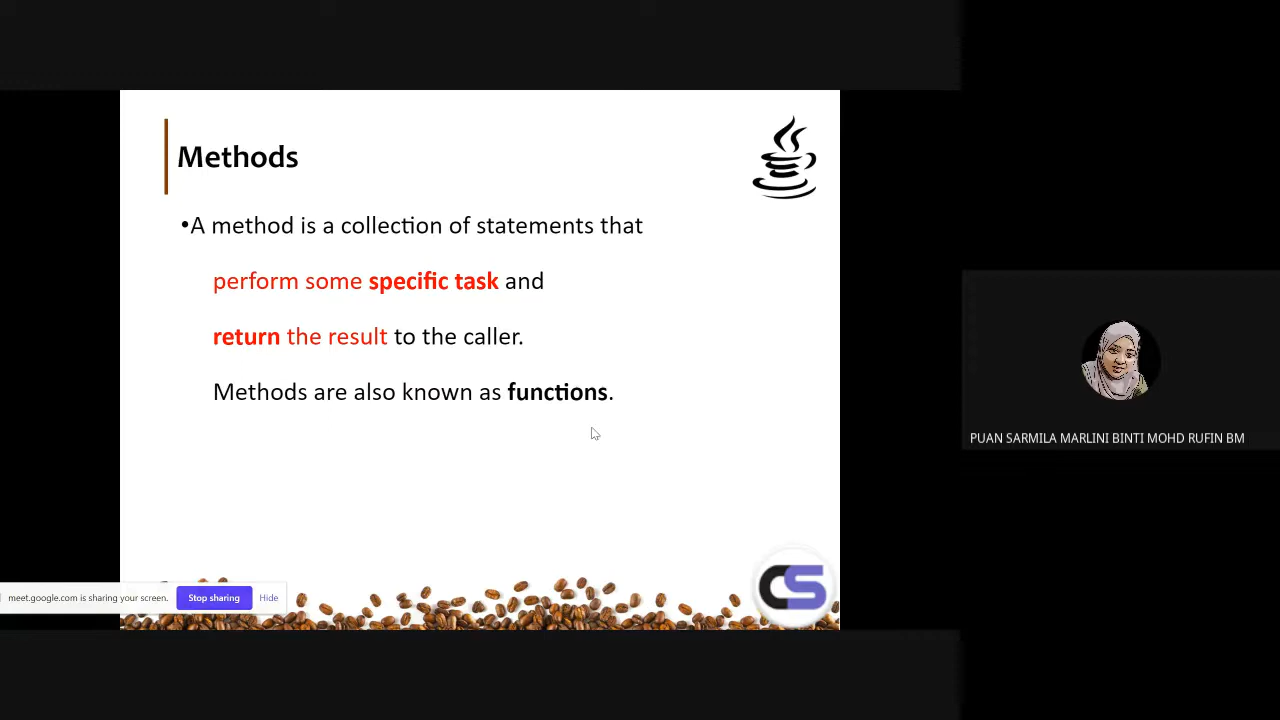 Methods
•A method is a collection of statements that
perform some specific task and
return the result to the caller.
Methods are also known as functions.
PUAN SARMILA MARLINI BINTI MOHD RUFIN BM
CS
meet.google.com is sharing your screen. Stop sharing Hide